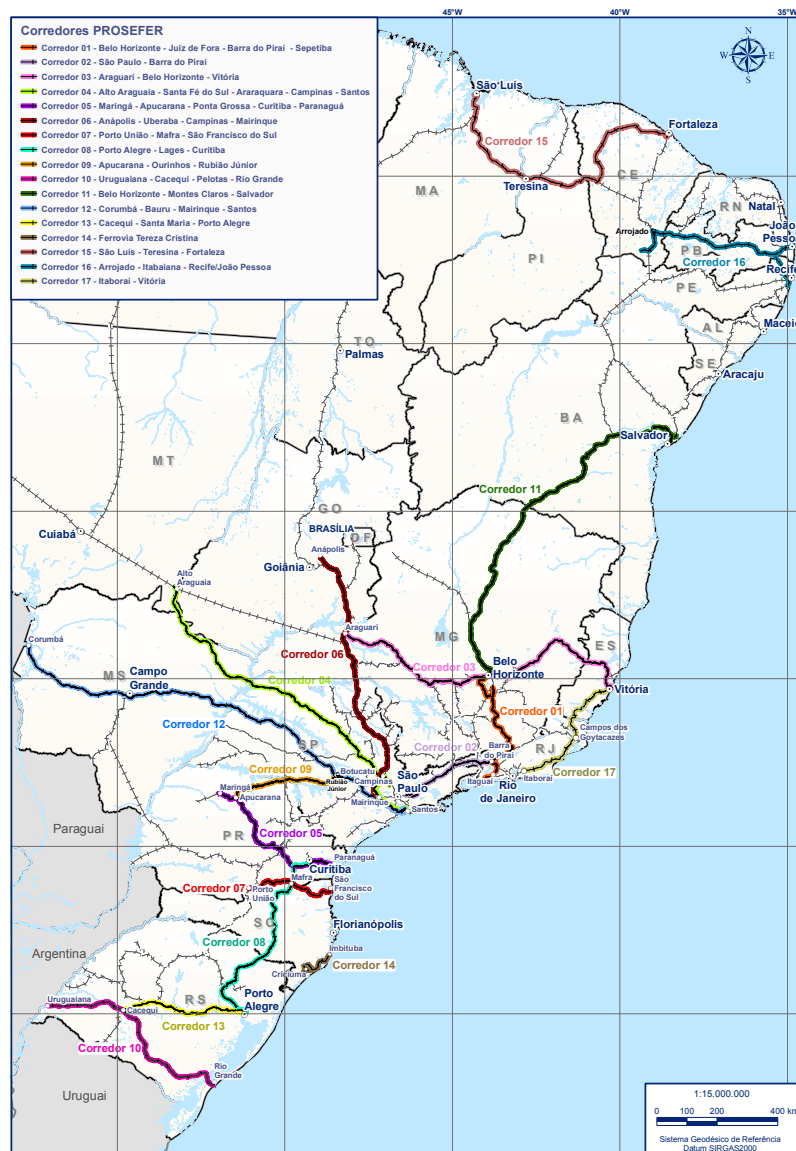 45°W
40°W
35°W
Corredores PROSEFER
Corredor 01 - Belo Horizonte - Juiz de Fora - Barra do Piraí - Sepetiba
Corredor 02 - São Paulo - Barra do Piraí
Corredor 03 - Araguari - Belo Horizonte - Vitória
Corredor 04 - Alto Araguaia - Santa Fé do Sul - Araraquara - Campinas - Santos
Corredor 05 - Maringá - Apucarana - Ponta Grossa - Curitiba - Paranaguá
Corredor 06 - Anápolis - Uberaba - Campinas - Mairinque
Corredor 07 - Porto União - Mafra - São Francisco do Sul
Corredor 08 - Porto Alegre - Lages - Curitiba
Corredor 09 - Apucarana - Ourinhos - Rubião Júnior
Corredor 10 - Uruguaiana - Cacequi - Pelotas - Rio Grande
Corredor 11 - Belo Horizonte - Montes Claros - Salvador
Corredor 12 - Corumbá - Bauru - Mairinque - Santos
Corredor 13 - Cacequi - Santa Maria - Porto Alegre
Corredor 14 - Ferrovia Tereza Cristina
Corredor 15 - São Luís - Teresina - Fortaleza
Corredor 16 - Arrojado - Itabaiana - Recife/João Pessoa
Corredor 17 - Itaboraí - Vitória
N
W
E
S
São Luís
Fortaleza
Corredor 15
Teresina
CE
MA
RN
Natal
João
Pessoa
Arrojado
PB
Corredor 16
PI
Recife
PE
AL
Maceió
TO
Palmas
SE
Aracaju
BA
Salvador
MT
Corredor 11
GO
Cuiabá
BRASÍLIA
DF
Anápolis
Goiânia
Alto
Araguaia
Araguari
MG
ES
Corumbá
Corredor 06
Corredor 03
Belo
Horizonte
MS
Campo
Grande
Corredor 04
Vitória
Corredor 01
Corredor 12
Campos dos
Goytacazes
SP
Corredor 02
Barra
do Piraí
RJ
Corredor 09
Botucatu
São
Paulo
Itaguaí
Itaboraí
Corredor 17
Maringá
Rubião
Júnior
Campinas
Rio
de Janeiro
Apucarana
Mairinque
Santos
Paraguai
PR
Corredor 05
Paranaguá
Curitiba
Mafra
São
Francisco
do Sul
Corredor 07
Porto
União
SC
Florianópolis
Corredor 08
Imbituba
Argentina
Criciuma
Corredor 14
Uruguaiana
RS
Porto
Alegre
Cacequi
Corredor 13
Corredor 10
Rio
Grande
Uruguai
1:15.000.000
0 100 200 400 km
Sistema Geodésico de Referência
Datum SIRGAS2000